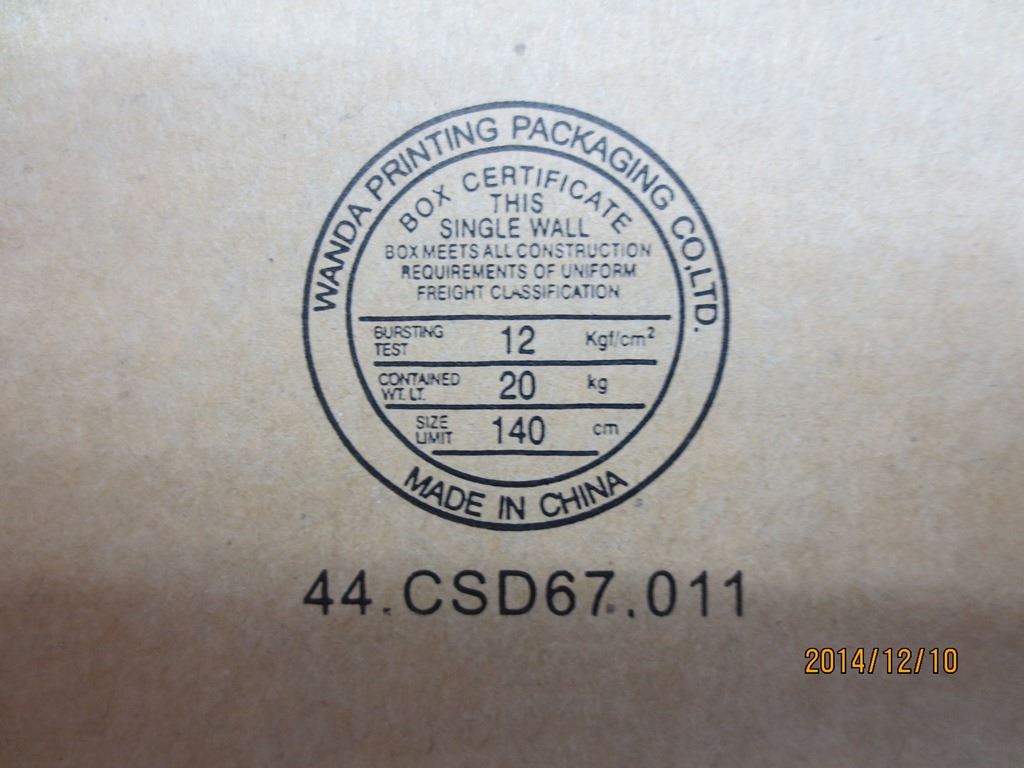 WANDA PRINTING PACKAGING CO.,LTD.
BOX CERTIFICATE
THIS
SINGLE WALL
BOX MEETS ALL CONSTRUCTION
REQUIREMENTS OF UNIFORM
FREIGHT CLASSIFICATION
BURSTING TEST 12 Kgf/cm²
CONTAINED WT. LT. 20 kg
SIZE LIMIT 140 cm
MADE IN CHINA
44.CSD67.011
2014/12/10